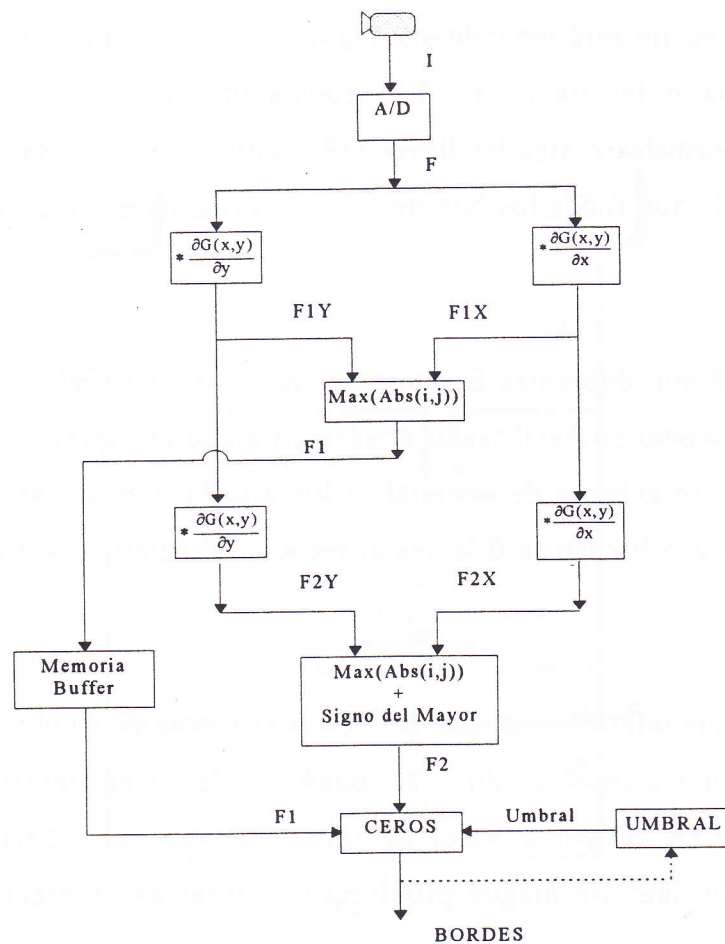 I
A/D
F
* ∂G(x,y)
∂y
* ∂G(x,y)
∂x
F1Y
F1X
Max(Abs(i,j))
F1
* ∂G(x,y)
∂y
* ∂G(x,y)
∂x
F2Y
F2X
Memoria
Buffer
Max(Abs(i,j))
+
Signo del Mayor
F2
F1
CEROS
Umbral
UMBRAL
BORDES